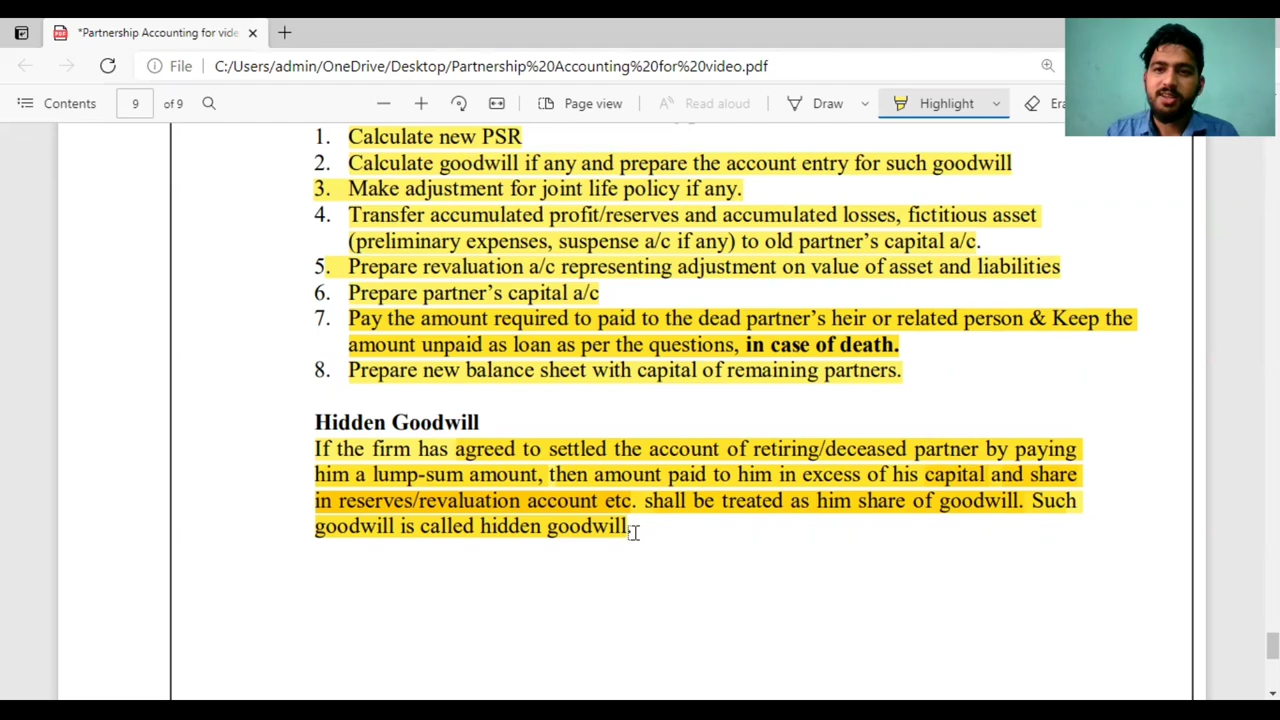 *Partnership Accounting for vide
File
C:/Users/admin/OneDrive/Desktop/Partnership%20Accounting%20for%20video.pdf
Contents
9
of 9
Page view
Read aloud
Draw
Highlight
1. Calculate new PSR
2. Calculate goodwill if any and prepare the account entry for such goodwill
3. Make adjustment for joint life policy if any.
4. Transfer accumulated profit/reserves and accumulated losses, fictitious asset
(preliminary expenses, suspense a/c if any) to old partner’s capital a/c.
5. Prepare revaluation a/c representing adjustment on value of asset and liabilities
6. Prepare partner’s capital a/c
7. Pay the amount required to paid to the dead partner’s heir or related person & Keep the
amount unpaid as loan as per the questions, in case of death.
8. Prepare new balance sheet with capital of remaining partners.
Hidden Goodwill
If the firm has agreed to settled the account of retiring/deceased partner by paying
him a lump-sum amount, then amount paid to him in excess of his capital and share
in reserves/revaluation account etc. shall be treated as him share of goodwill. Such
goodwill is called hidden goodwill.